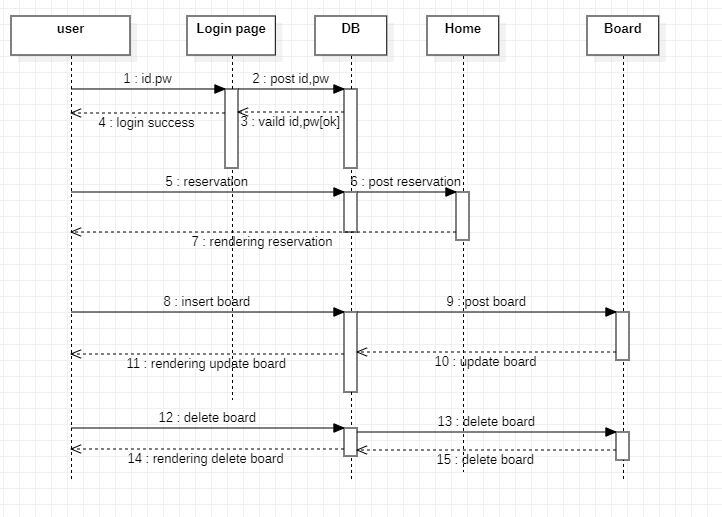 user
Login page
DB
Home
Board
1 : id.pw
2 : post id,pw
3 : vaild id,pw[ok]
4 : login success
5 : reservation
6 : post reservation
7 : rendering reservation
8 : insert board
9 : post board
10 : update board
11 : rendering update board
12 : delete board
13 : delete board
14 : rendering delete board
15 : delete board